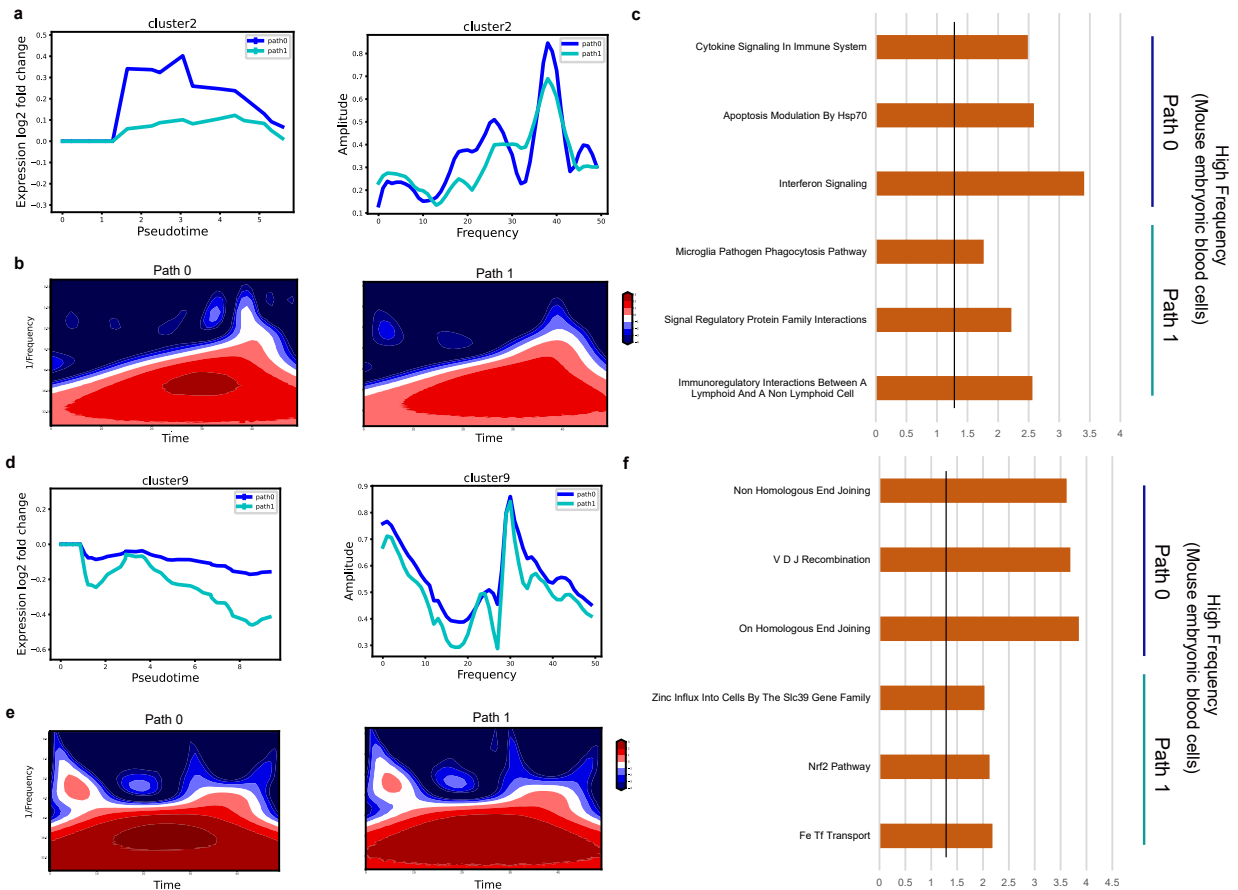 a
cluster2
path0
path1
Expression log2 fold change
0.5
0.4
0.3
0.2
0.1
0.0
−0.1
−0.2
−0.3
0
1
2
3
4
5
Pseudotime
cluster2
path0
path1
Amplitude
0.8
0.7
0.6
0.5
0.4
0.3
0.2
0.1
0
10
20
30
40
50
Frequency
b
Path 0
1/Frequency
Time
Path 1
Time
c
Cytokine Signaling In Immune System
Apoptosis Modulation By Hsp70
Interferon Signaling
Microglia Pathogen Phagocytosis Pathway
Signal Regulatory Protein Family Interactions
Immunoregulatory Interactions Between A
Lymphoid And A Non Lymphoid Cell
0
0.5
1
1.5
2
2.5
3
3.5
4
Path 0
Path 1
High Frequency
(Mouse embryonic blood cells)
d
cluster9
path0
path1
Expression log2 fold change
0.0
−0.2
−0.4
−0.6
0
2
4
6
8
Pseudotime
cluster9
path0
path1
Amplitude
0.9
0.8
0.7
0.6
0.5
0.4
0.3
0
10
20
30
40
50
Frequency
e
Path 0
1/Frequency
Time
Path 1
Time
f
Non Homologous End Joining
V D J Recombination
On Homologous End Joining
Zinc Influx Into Cells By The Slc39 Gene Family
Nrf2 Pathway
Fe Tf Transport
0
0.5
1
1.5
2
2.5
3
3.5
4
4.5
Path 0
Path 1
High Frequency
(Mouse embryonic blood cells)